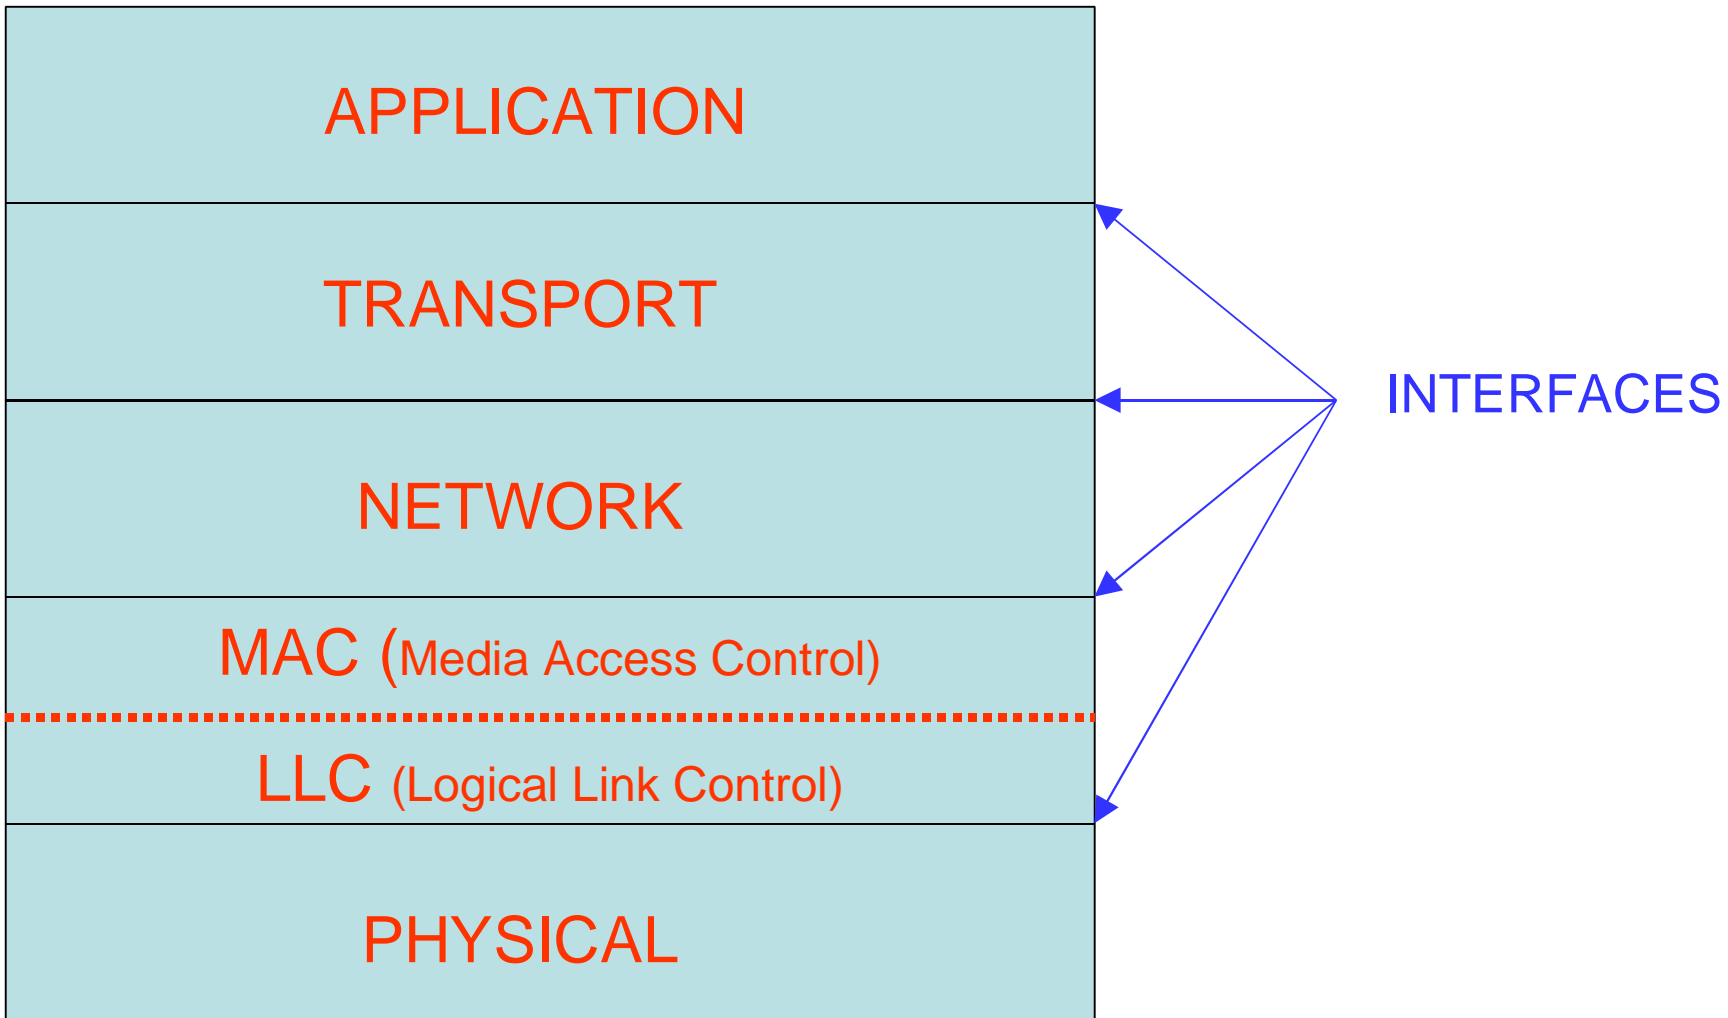 APPLICATION
TRANSPORT
INTERFACES
NETWORK
MAC (Media Access Control)
LLC (Logical Link Control)
PHYSICAL